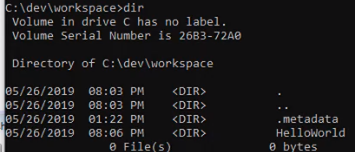 C:\dev\workspace>dir
Volume in drive C has no label.
Volume Serial Number is 26B3-72A0
Directory of C:\dev\workspace
05/26/2019  08:03 PM    <DIR>          .
05/26/2019  08:03 PM    <DIR>          ..
05/26/2019  01:22 PM    <DIR>          .metadata
05/26/2019  08:06 PM    <DIR>          HelloWorld
0 File(s)              0 bytes